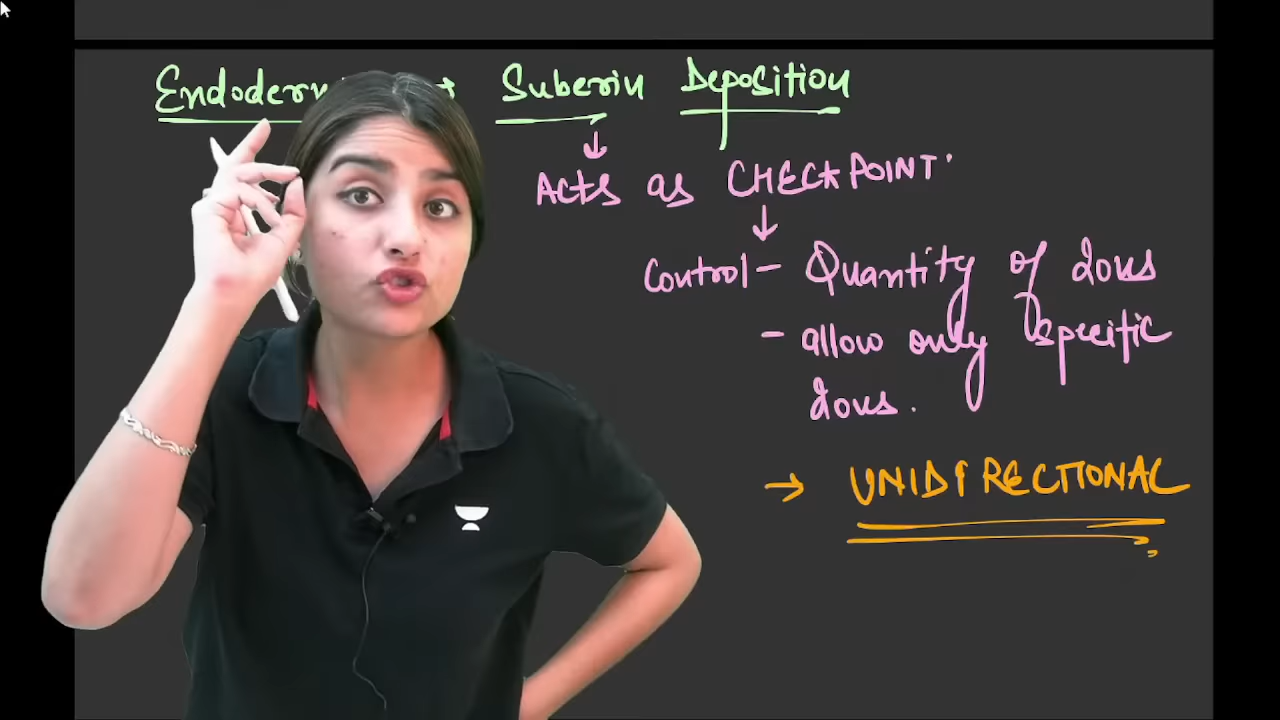 Suberin Deposition
Acts as CHECKPOINT
Control - Quantity of Ions
- allow only specific
Ions.
→ UNIDIRECTIONAL